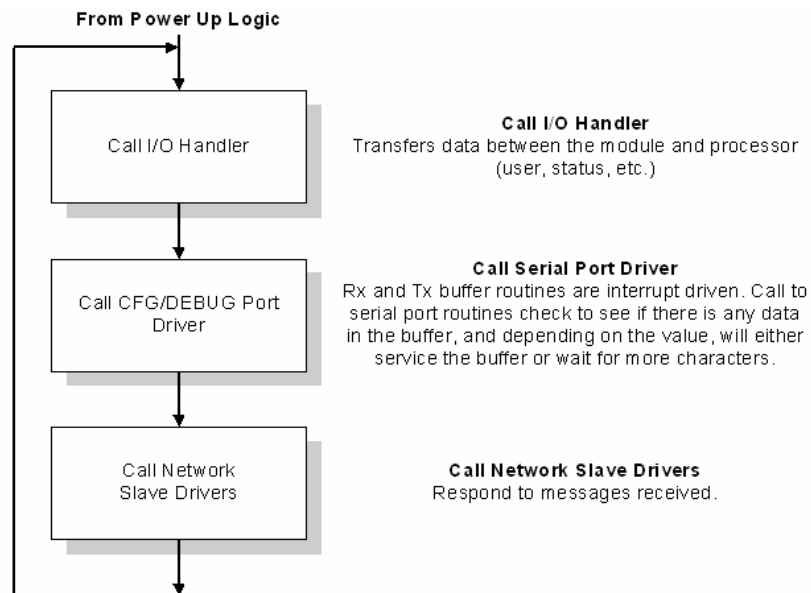 From Power Up Logic
Call I/O Handler
Call I/O Handler
Transfers data between the module and processor
(user, status, etc.)
Call CFG/DEBUG Port
Driver
Call Serial Port Driver
Rx and Tx buffer routines are interrupt driven. Call to
serial port routines check to see if there is any data
in the buffer, and depending on the value, will either
service the buffer or wait for more characters.
Call Network
Slave Drivers
Call Network Slave Drivers
Respond to messages received.